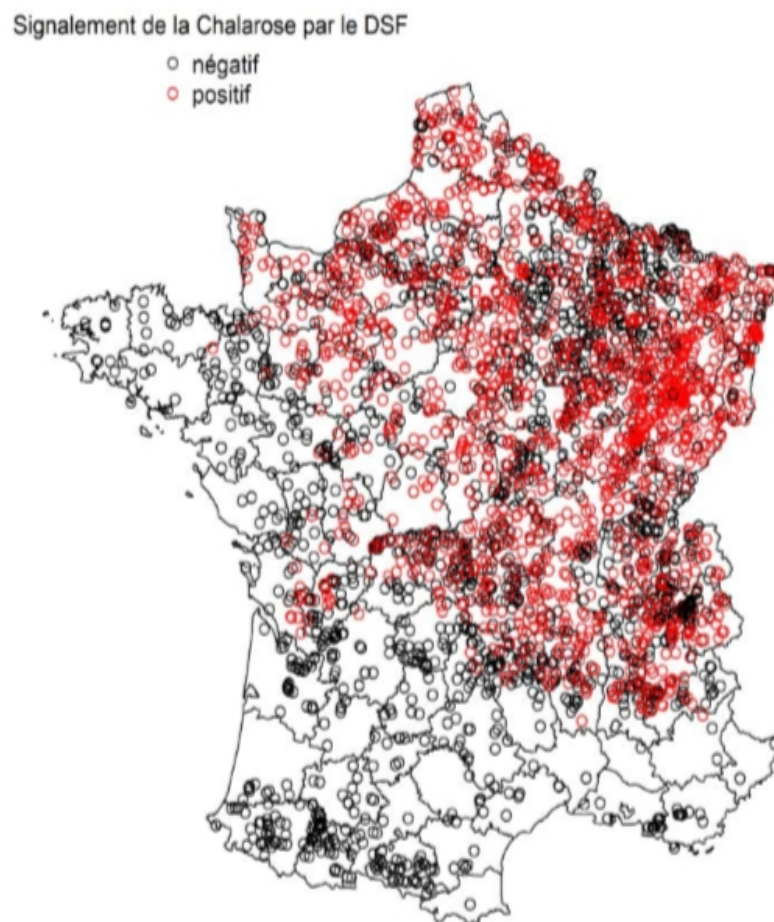 Signalement de la Chalarose par le DSF
négatif
positif